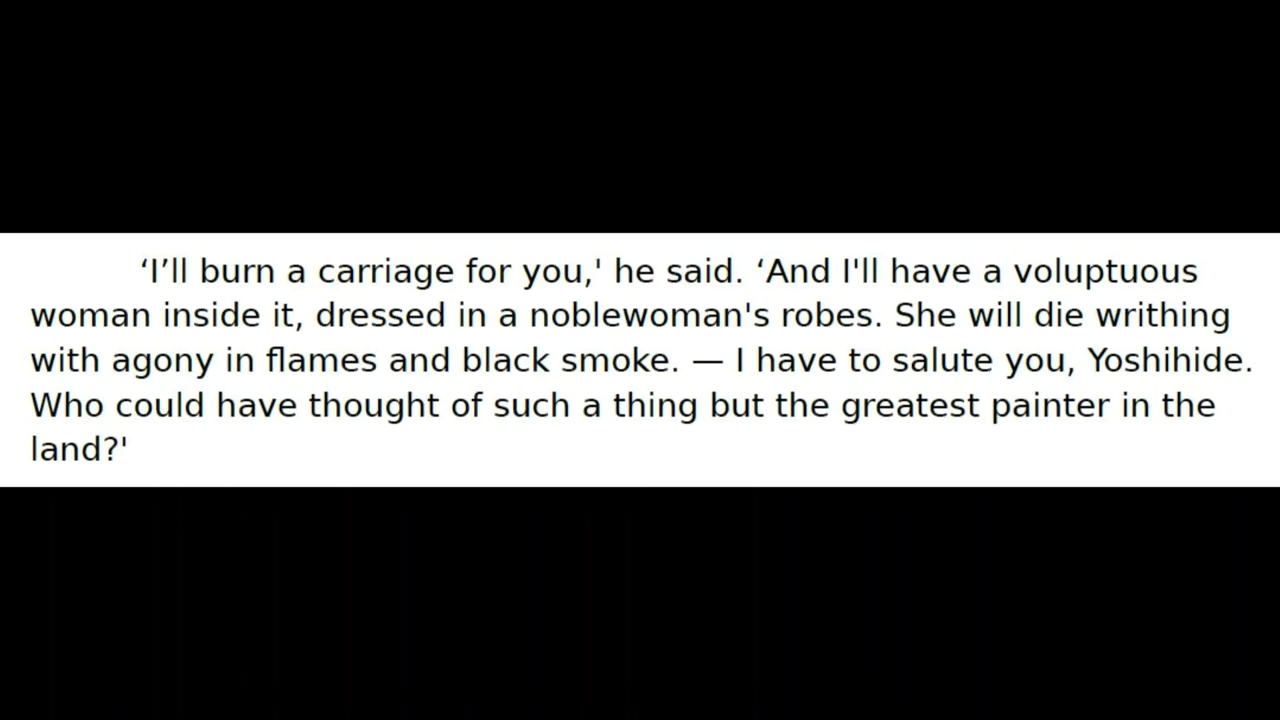 ‘I’ll burn a carriage for you,' he said. ‘And I'll have a voluptuous
woman inside it, dressed in a noblewoman's robes. She will die writhing
with agony in flames and black smoke. — I have to salute you, Yoshihide.
Who could have thought of such a thing but the greatest painter in the
land?'